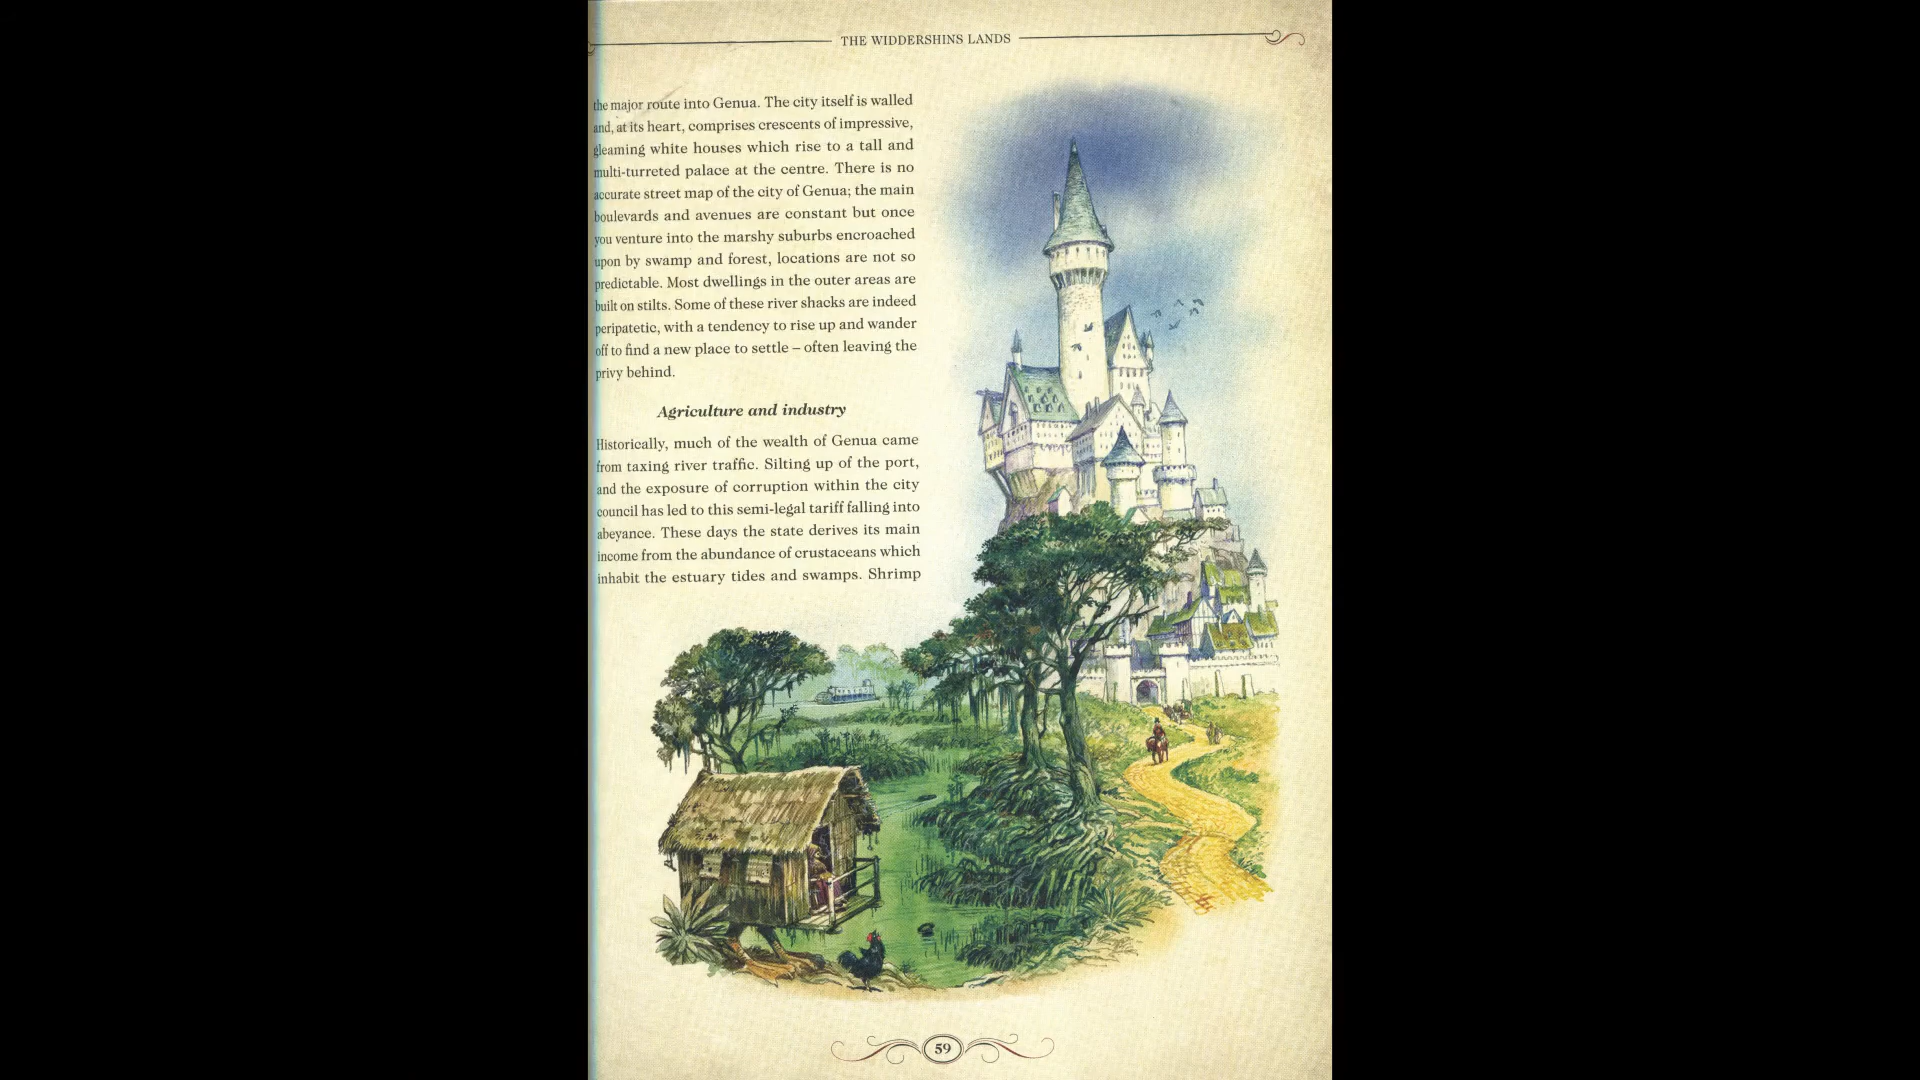 THE WIDDERSHINS LANDS
the major route into Genua. The city itself is walled
and, at its heart, comprises crescents of impressive,
gleaming white houses which rise to a tall and
multi-turreted palace at the centre. There is no
accurate street map of the city of Genua; the main
boulevards and avenues are constant but once
you venture into the marshy suburbs encroached
upon by swamp and forest, locations are not so
predictable. Most dwellings in the outer areas are
built on stilts. Some of these river shacks are indeed
peripatetic, with a tendency to rise up and wander
off to find a new place to settle – often leaving the
privy behind.
Agriculture and industry
Historically, much of the wealth of Genua came
from taxing river traffic. Silting up of the port,
and the exposure of corruption within the city
council has led to this semi-legal tariff falling into
abeyance. These days the state derives its main
income from the abundance of crustaceans which
inhabit the estuary tides and swamps. Shrimp
59